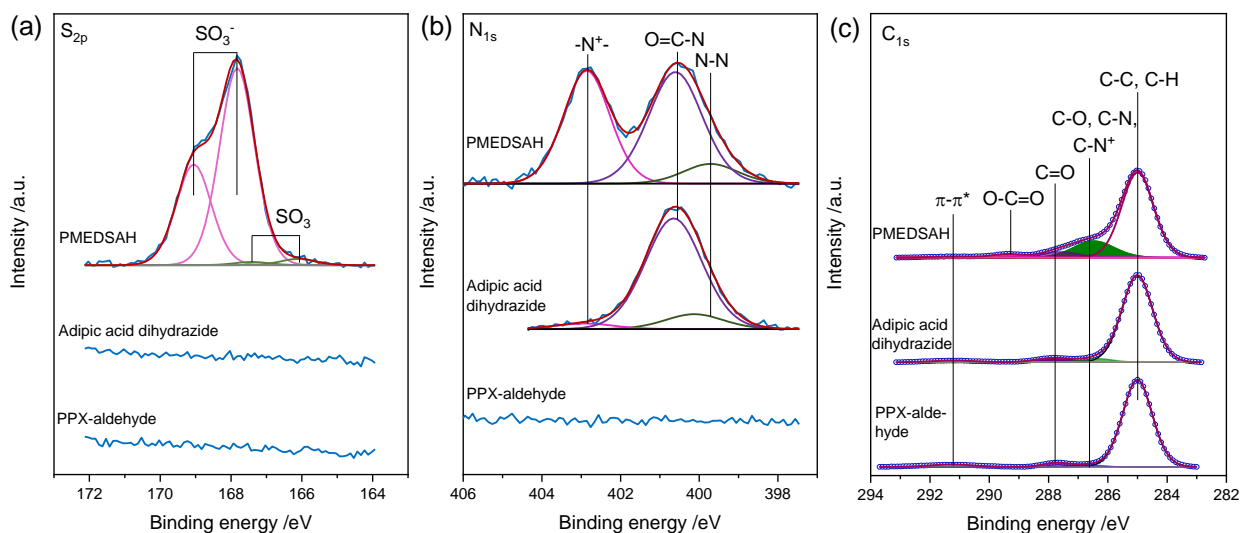 (a)
S2p
SO3-
SO3
PMEDSAH
Adipic acid dihydrazide
PPX-aldehyde
Intensity /a.u.
172 170 168 166 164
Binding energy /eV
(b)
N1s
-N+-
O=C-N
N-N
PMEDSAH
Adipic acid
dihydrazide
PPX-aldehyde
Intensity /a.u.
406 404 402 400 398
Binding energy /eV
(c)
C1s
C-C, C-H
C-O, C-N,
C-N+
C=O
O-C=O
π-π*
PMEDSAH
Adipic acid
dihydrazide
PPX-alde-
hyde
Intensity /a.u.
294 292 290 288 286 284 282
Binding energy /eV